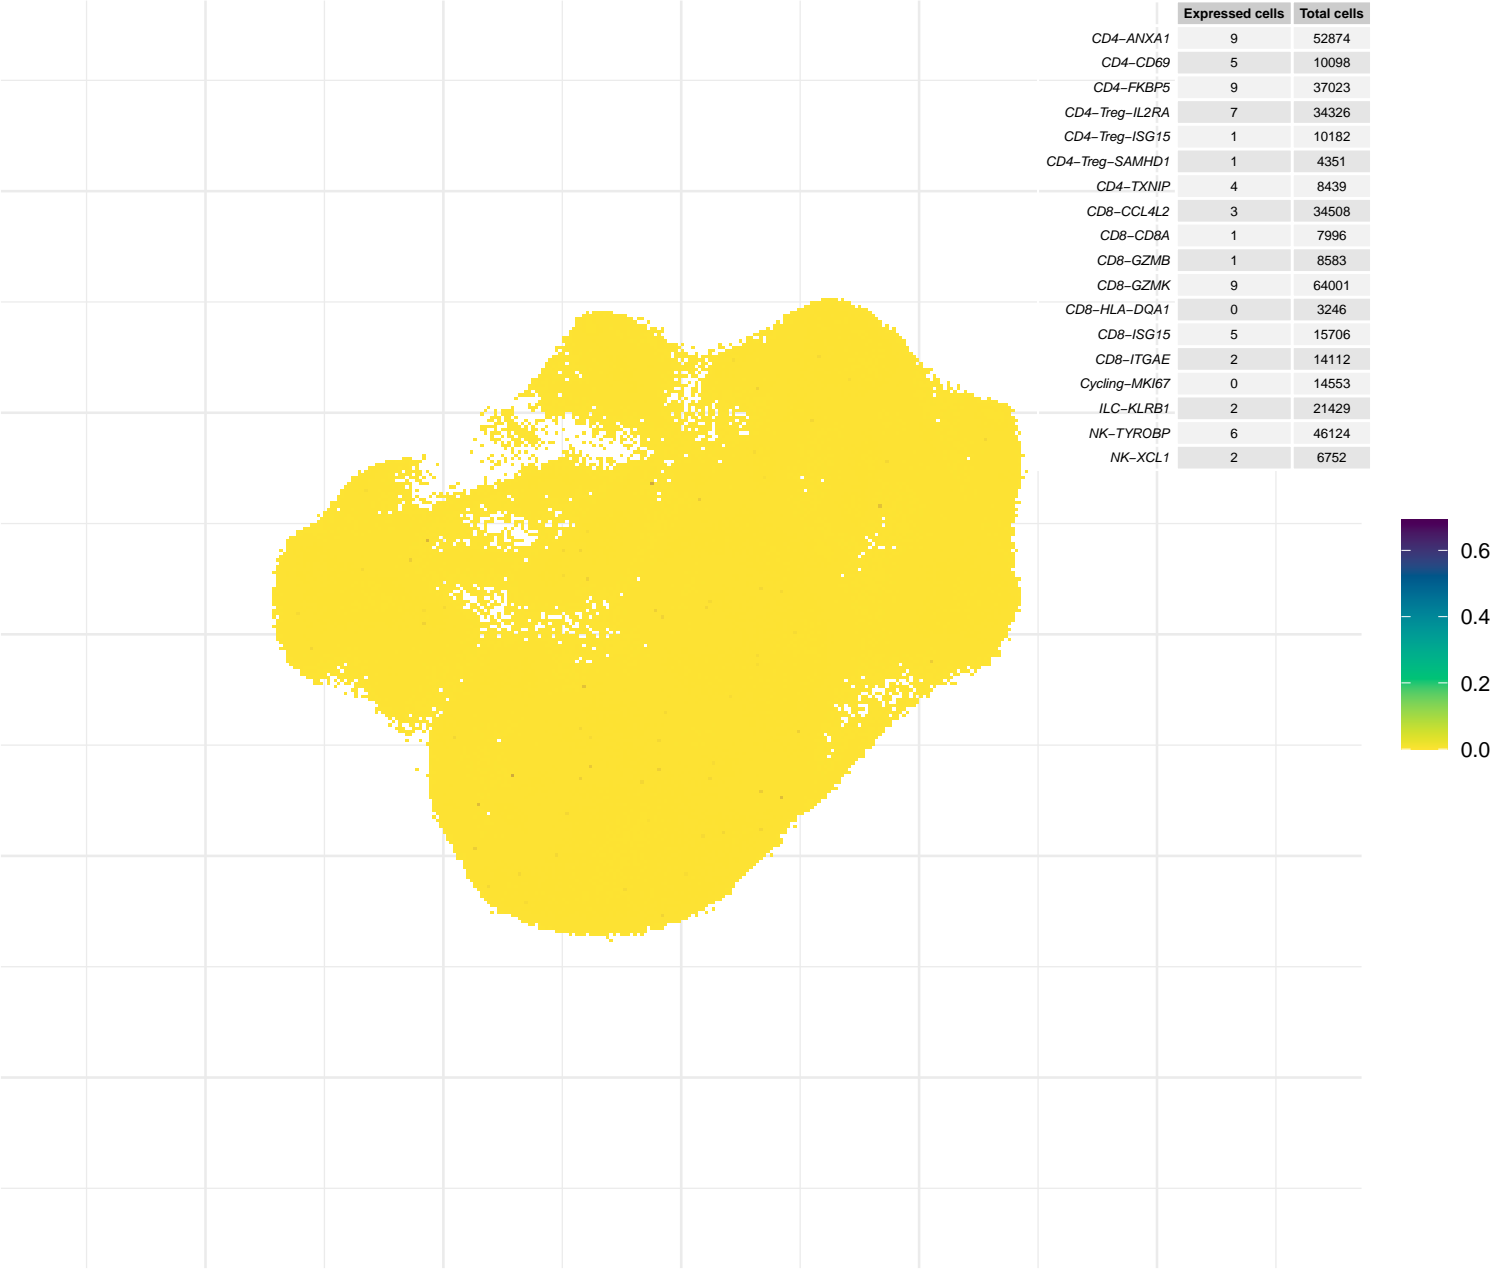 Expressed cells Total cells
CD4−ANXA1 9 52874
CD4−CD69 5 10098
CD4−FKBP5 9 37023
CD4−Treg−IL2RA 7 34326
CD4−Treg−ISG15 1 10182
CD4−Treg−SAMHD1 1 4351
CD4−TXNIP 4 8439
CD8−CCL4L2 3 34508
CD8−CD8A 1 7996
CD8−GZMB 1 8583
CD8−GZMK 9 64001
CD8−HLA−DQA1 0 3246
CD8−ISG15 5 15706
CD8−ITGAE 2 14112
Cycling−MKI67 0 14553
ILC−KLRB1 2 21429
NK−TYROBP 6 46124
NK−XCL1 2 6752
0.6
0.4
0.2
0.0